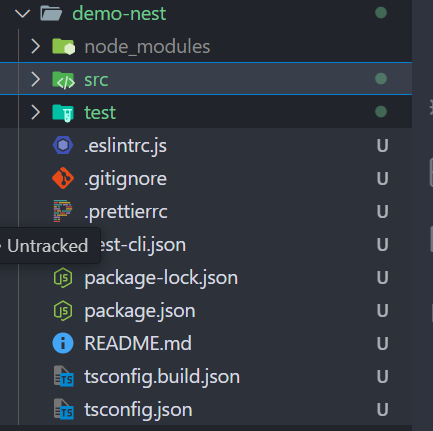 demo-nest
node_modules
src
test
.eslintrc.js U
.gitignore U
.prettierrc U
• Untracked est-cli.json U
package-lock.json U
package.json U
README.md U
tsconfig.build.json U
tsconfig.json U